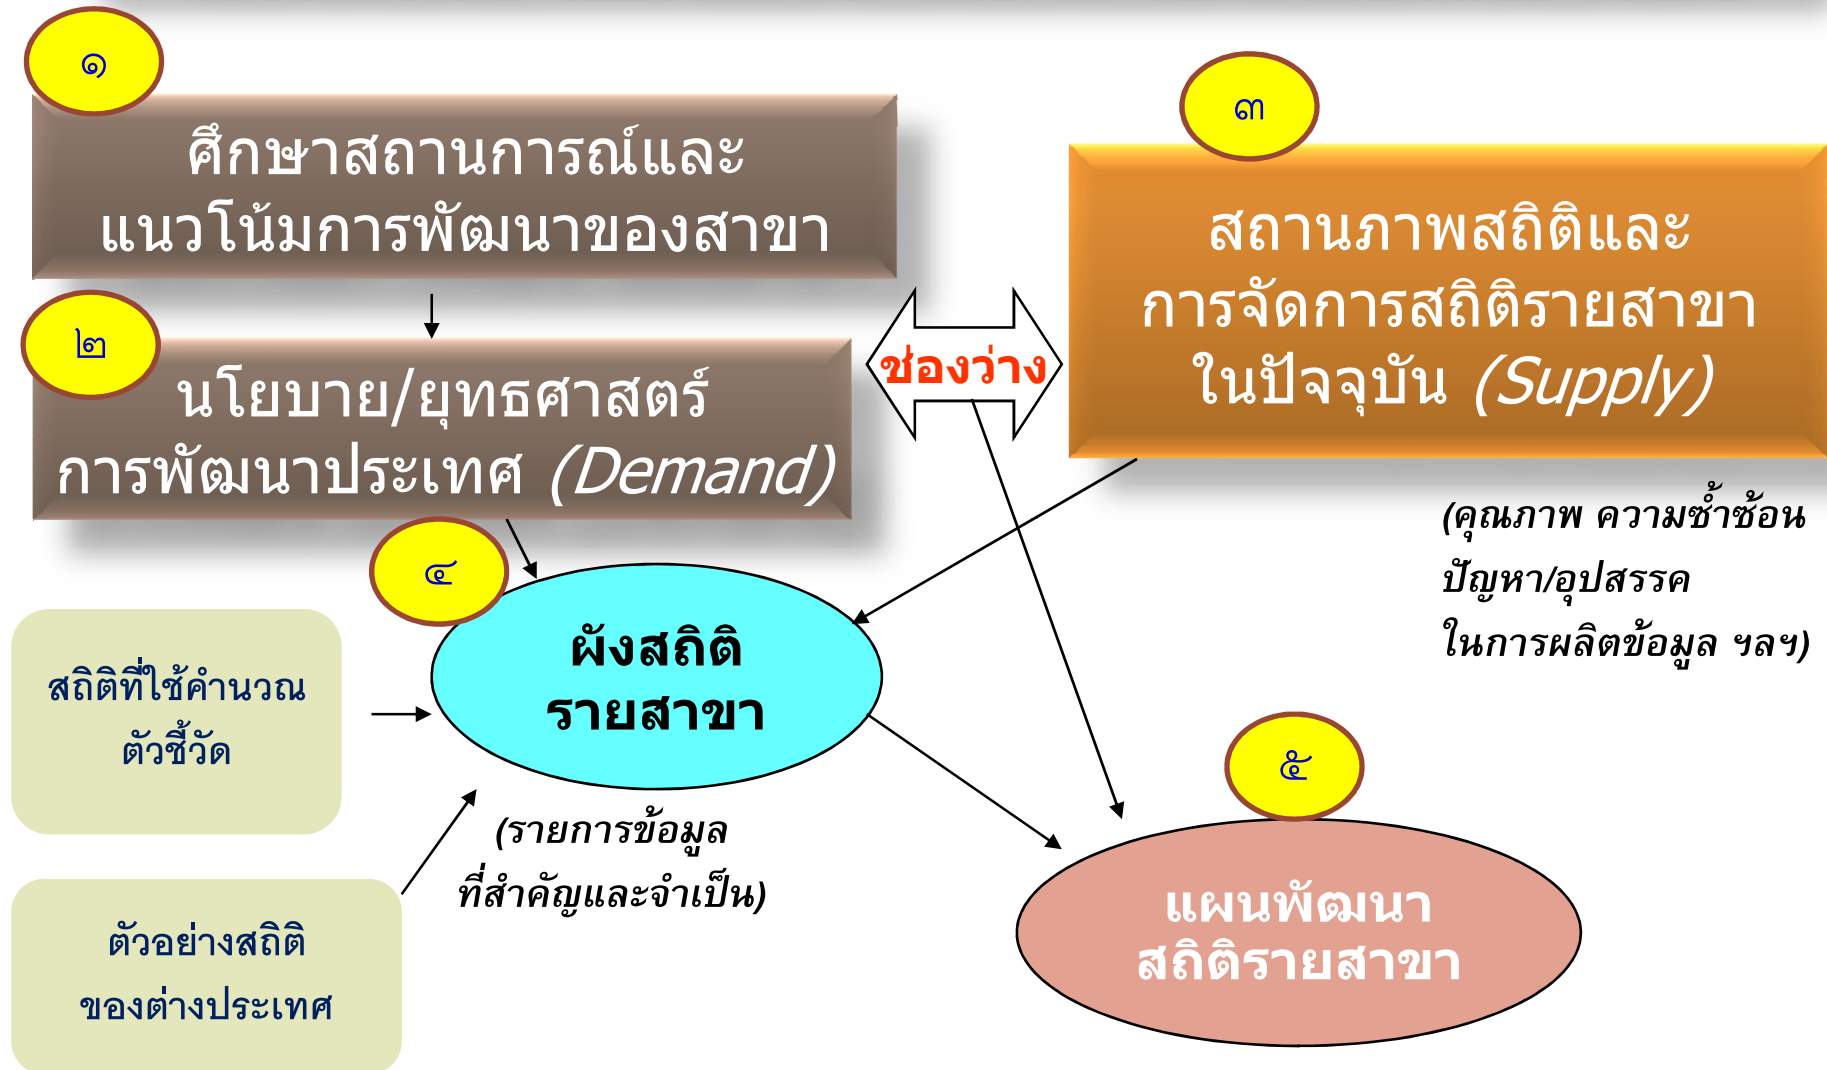 ๑
ศึกษาสถานการณ์และ
แนวโน้มการพัฒนาของสาขา
๒
นโยบาย/ยุทธศาสตร์
การพัฒนาประเทศ (Demand)
ช่องว่าง
๓
สถานภาพสถิติและ
การจัดการสถิติรายสาขา
ในปัจจุบัน (Supply)
(คุณภาพ ความซ้ำซ้อน
ปัญหา/อุปสรรค
ในการผลิตข้อมูล ฯลฯ)
๔
ผังสถิติ
รายสาขา
(รายการข้อมูล
ที่สำคัญและจำเป็น)
สถิติที่ใช้คำนวณ
ตัวชี้วัด
ตัวอย่างสถิติ
ของต่างประเทศ
๕
แผนพัฒนา
สถิติรายสาขา